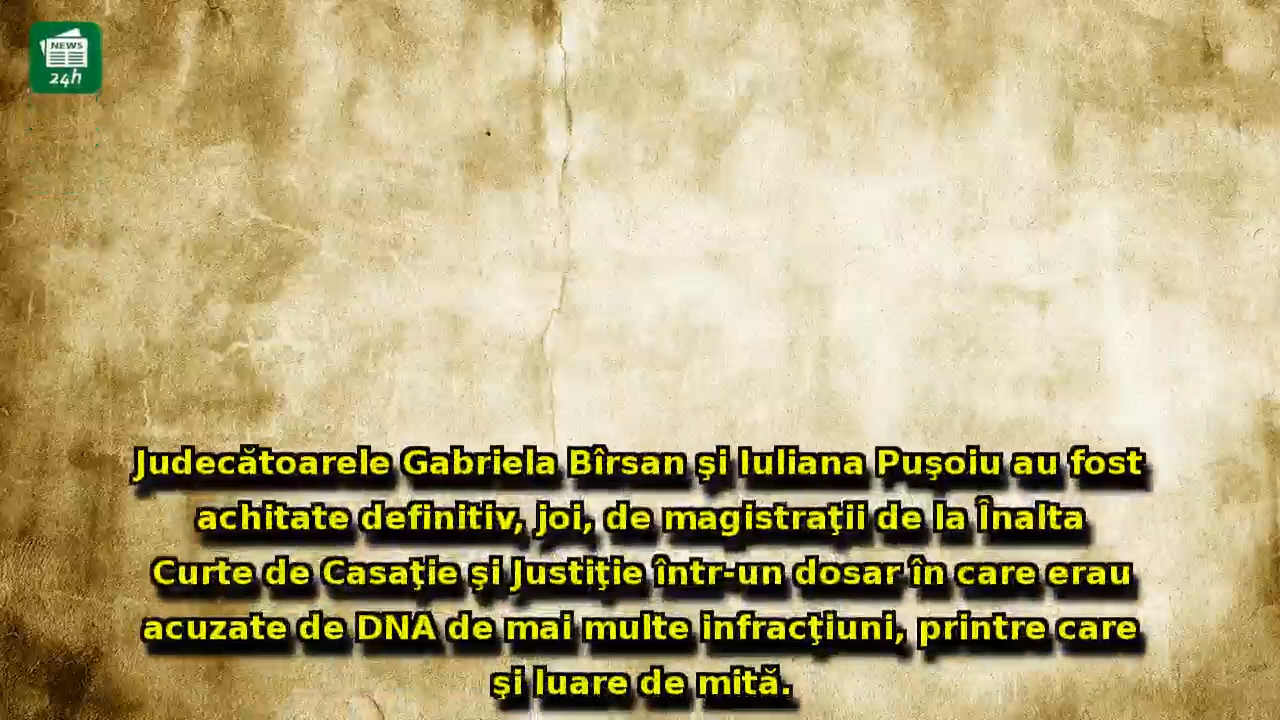 NEWS
24h
Judecătoarele Gabriela Bîrsan şi Iuliana Puşoiu au fost
achitate definitiv, joi, de magistraţii de la Înalta
Curte de Casaţie şi Justiţie într-un dosar în care erau
acuzate de DNA de mai multe infracţiuni, printre care
şi luare de mită.